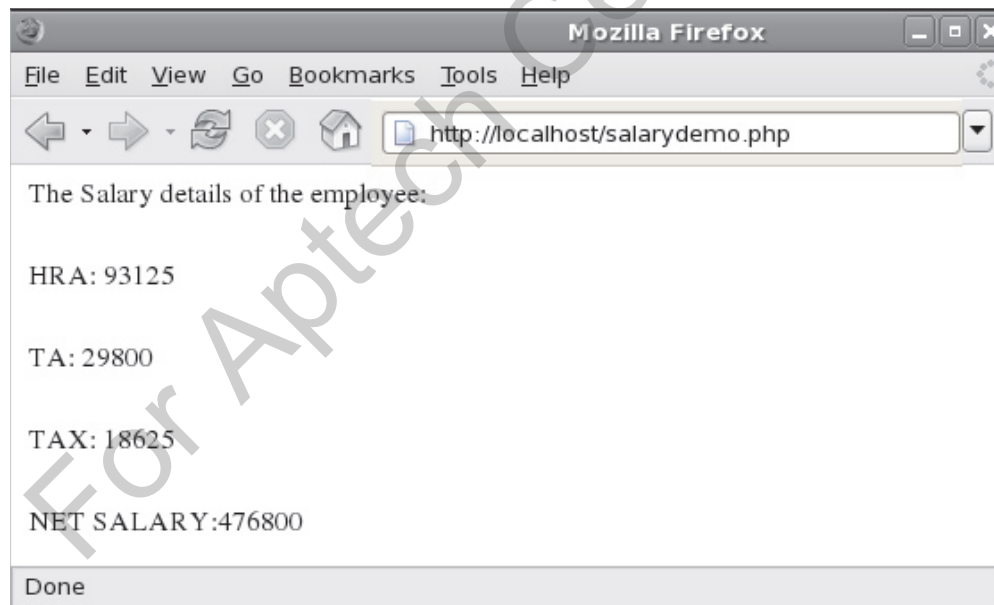 Mozilla Firefox
File Edit View Go Bookmarks Tools Help
http://localhost/salarydemo.php
The Salary details of the employee:
HRA: 93125
TA: 29800
TAX: 18625
NET SALARY:476800
Done
For Aptech